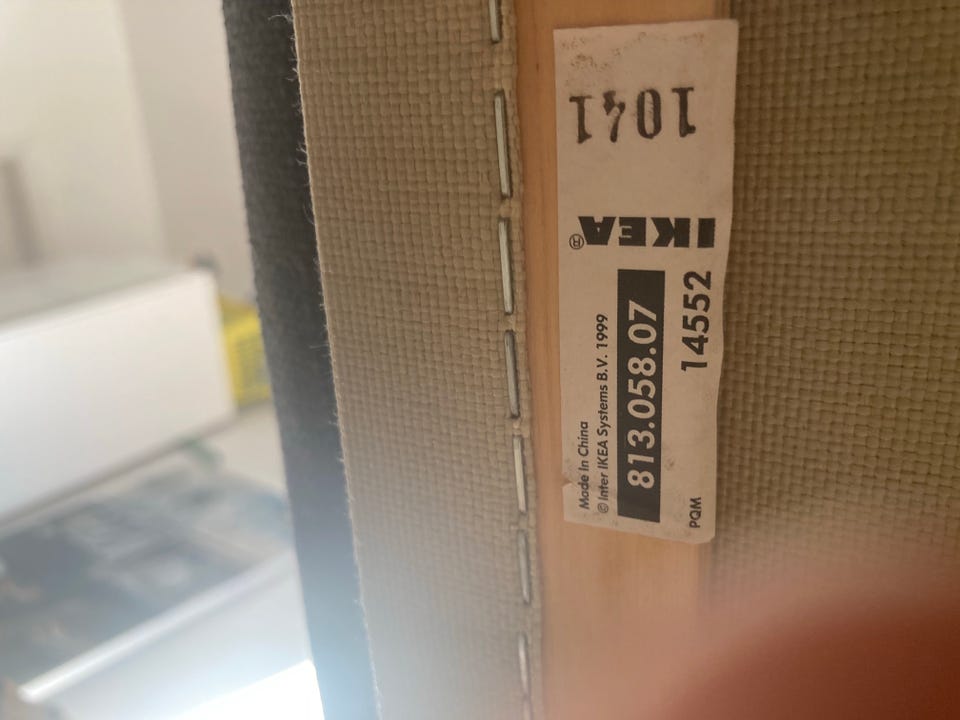 1041
IKEA®
Made in China
© Inter IKEA Systems B.V. 1999
813.058.07
14552
PQM